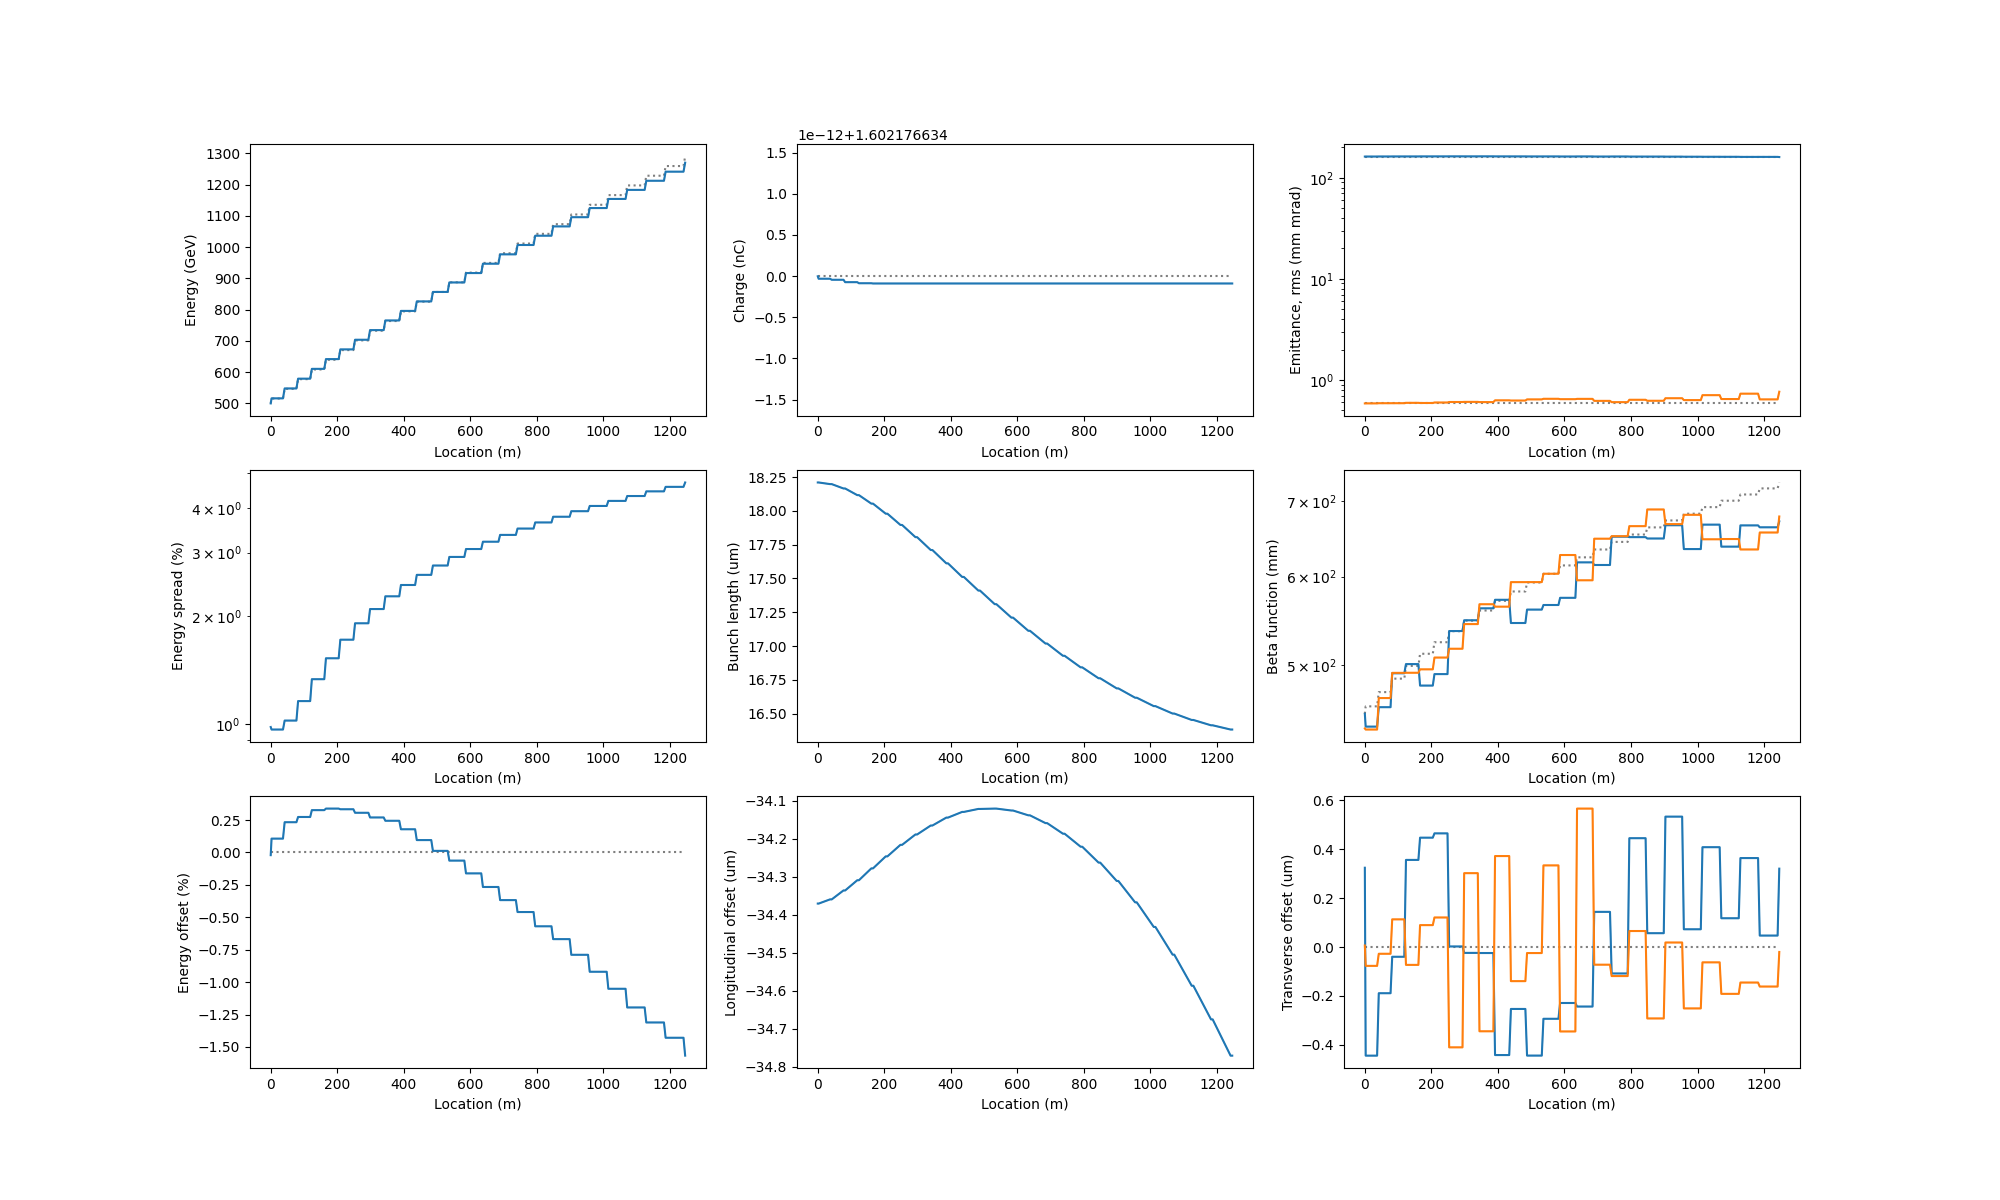 1300
1200
1100
1000
900
800
700
600
500
Energy (GeV)
0 200 400 600 800 1000 1200
Location (m)
1e−12+1.602176634
1.5
1.0
0.5
0.0
−0.5
−1.0
−1.5
Charge (nC)
0 200 400 600 800 1000 1200
Location (m)
10²
10¹
10⁰
Emittance, rms (mm mrad)
0 200 400 600 800 1000 1200
Location (m)
4 × 10⁰
3 × 10⁰
2 × 10⁰
10⁰
Energy spread (%)
0 200 400 600 800 1000 1200
Location (m)
18.25
18.00
17.75
17.50
17.25
17.00
16.75
16.50
Bunch length (um)
0 200 400 600 800 1000 1200
Location (m)
7 × 10²
6 × 10²
5 × 10²
Beta function (mm)
0 200 400 600 800 1000 1200
Location (m)
0.25
0.00
−0.25
−0.50
−0.75
−1.00
−1.25
−1.50
Energy offset (%)
0 200 400 600 800 1000 1200
Location (m)
−34.1
−34.2
−34.3
−34.4
−34.5
−34.6
−34.7
−34.8
Longitudinal offset (um)
0 200 400 600 800 1000 1200
Location (m)
0.6
0.4
0.2
0.0
−0.2
−0.4
Transverse offset (um)
0 200 400 600 800 1000 1200
Location (m)